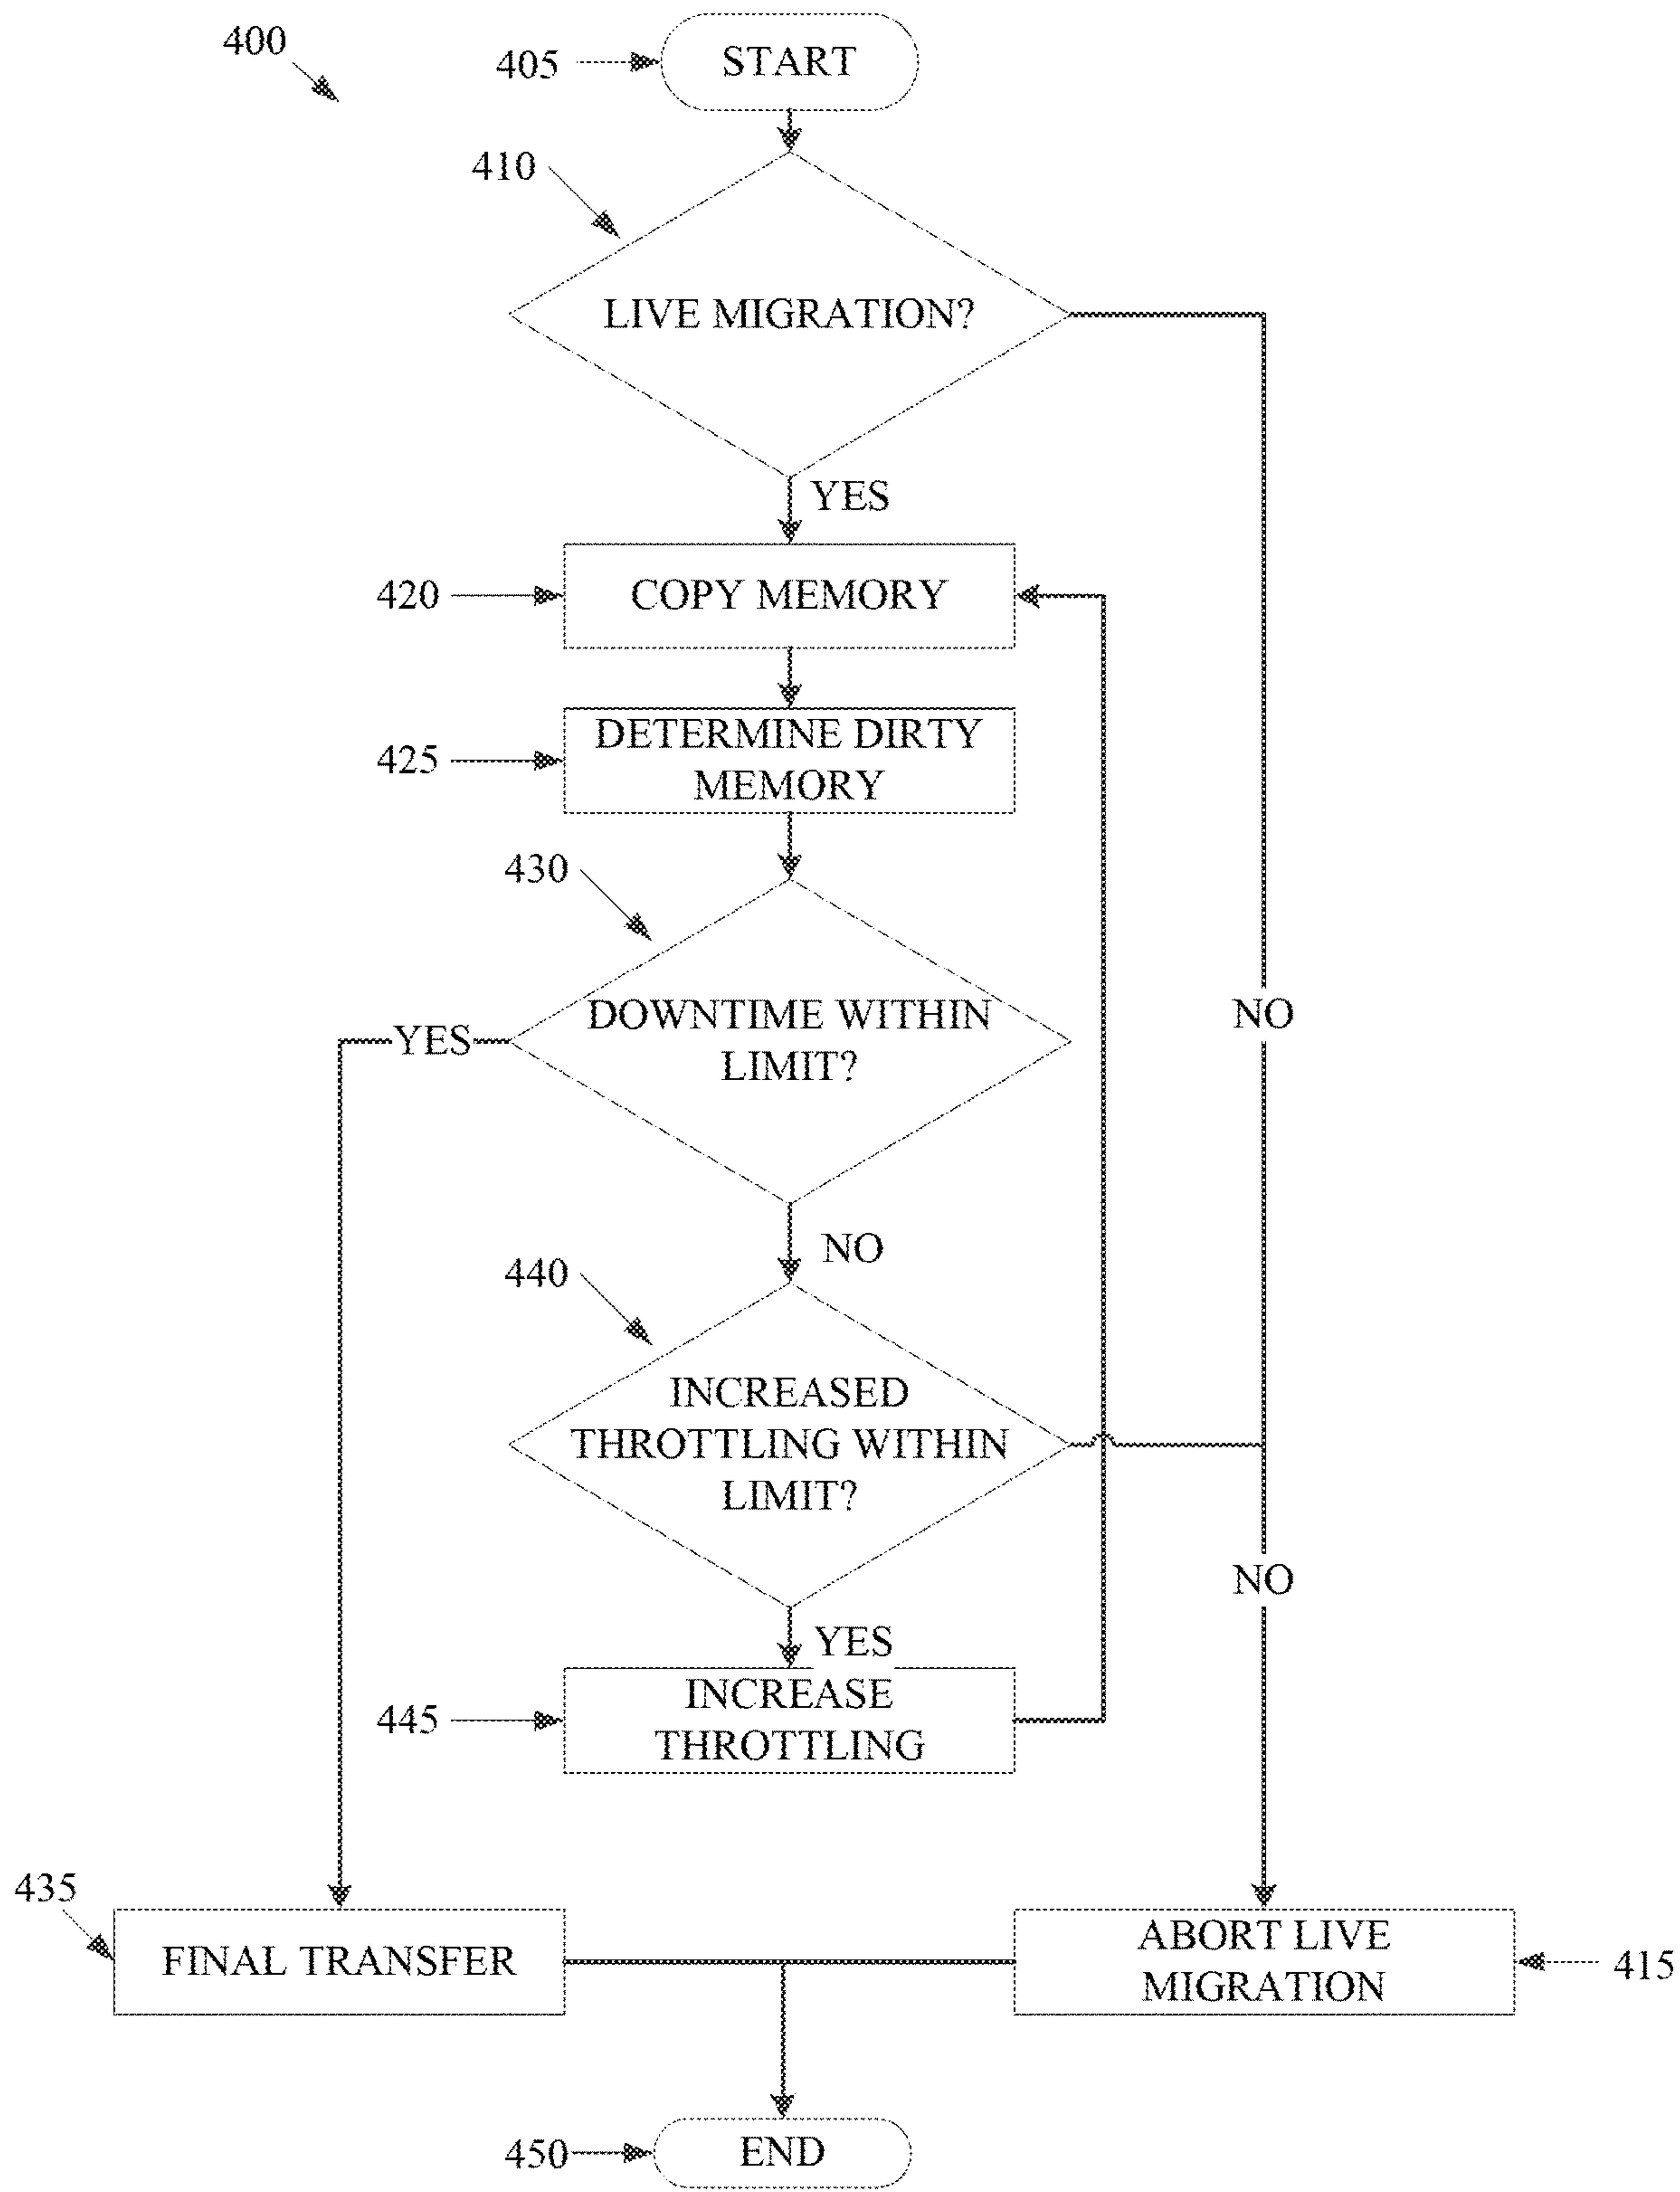 400
405
START
410
LIVE MIGRATION?
YES
420
COPY MEMORY
425
DETERMINE DIRTY
MEMORY
430
DOWNTIME WITHIN
LIMIT?
YES
NO
NO
440
INCREASED
THROTTLING WITHIN
LIMIT?
NO
YES
445
INCREASE
THROTTLING
435
FINAL TRANSFER
ABORT LIVE
MIGRATION
415
450
END